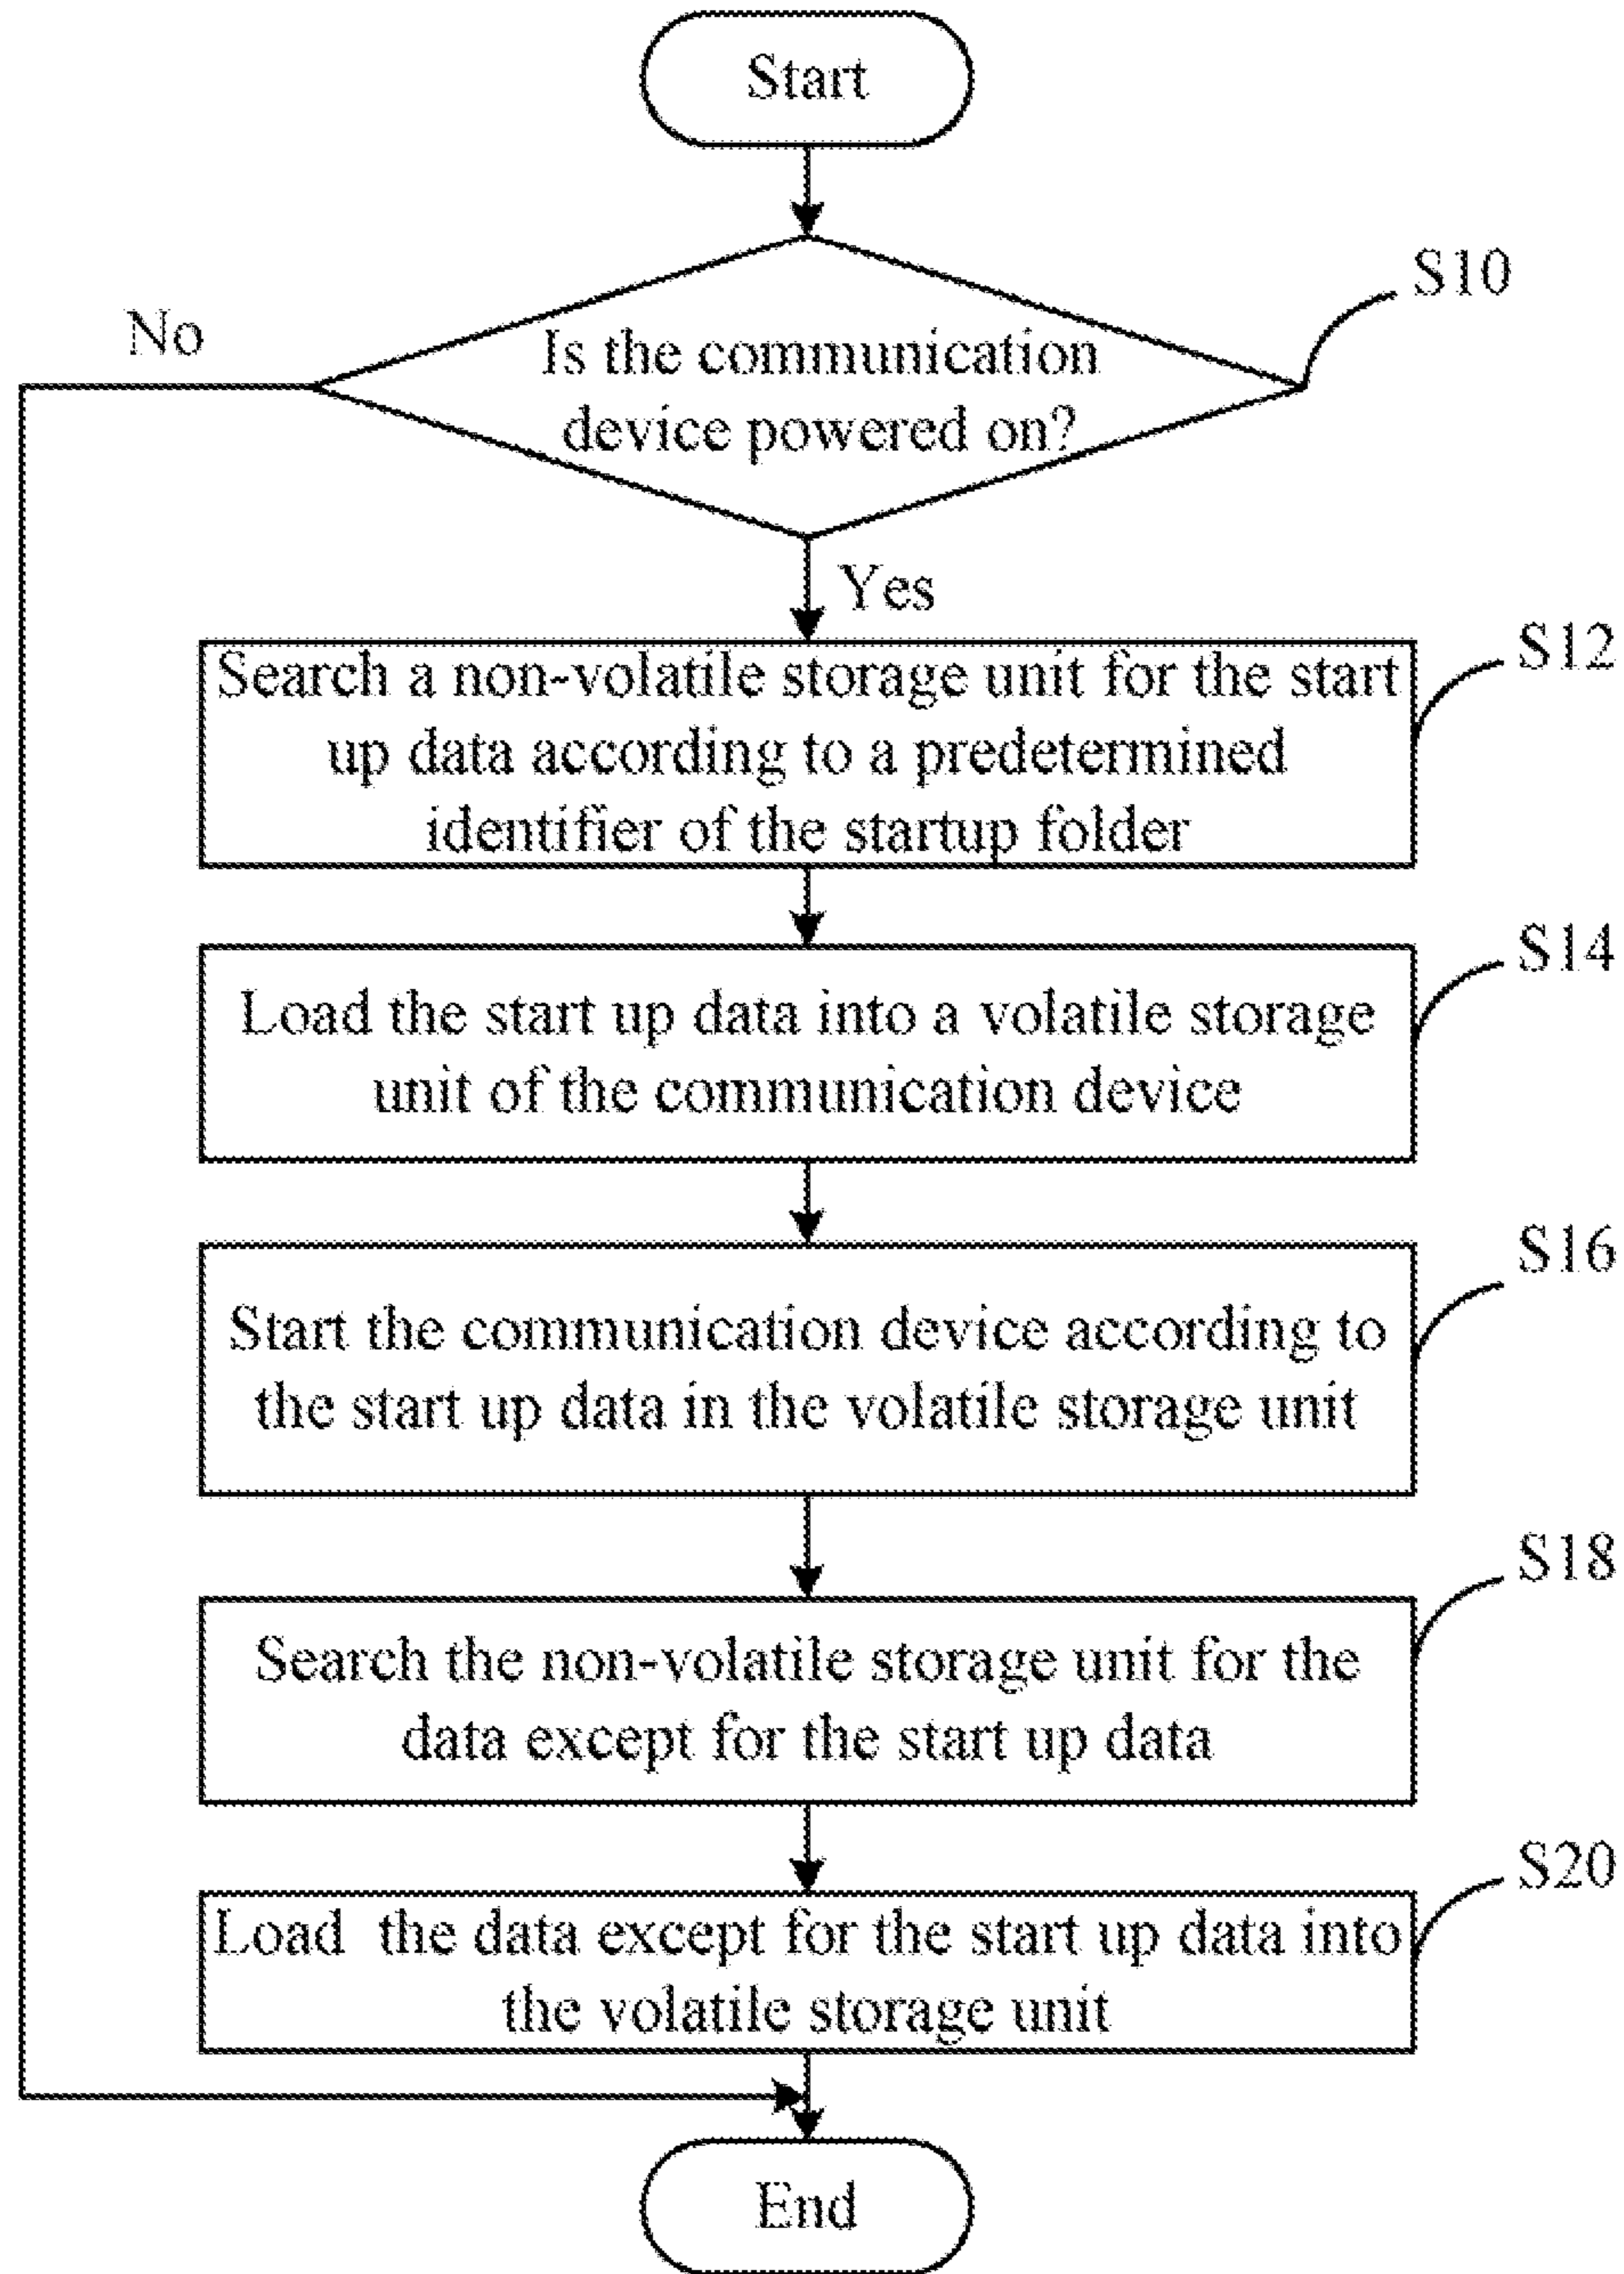 Start
S10
No
Is the communication
device powered on?
Yes
S12
Search a non-volatile storage unit for the start
up data according to a predetermined
identifier of the startup folder
S14
Load the start up data into a volatile storage
unit of the communication device
S16
Start the communication device according to
the start up data in the volatile storage unit
S18
Search the non-volatile storage unit for the
data except for the start up data
S20
Load the data except for the start up data into
the volatile storage unit
End